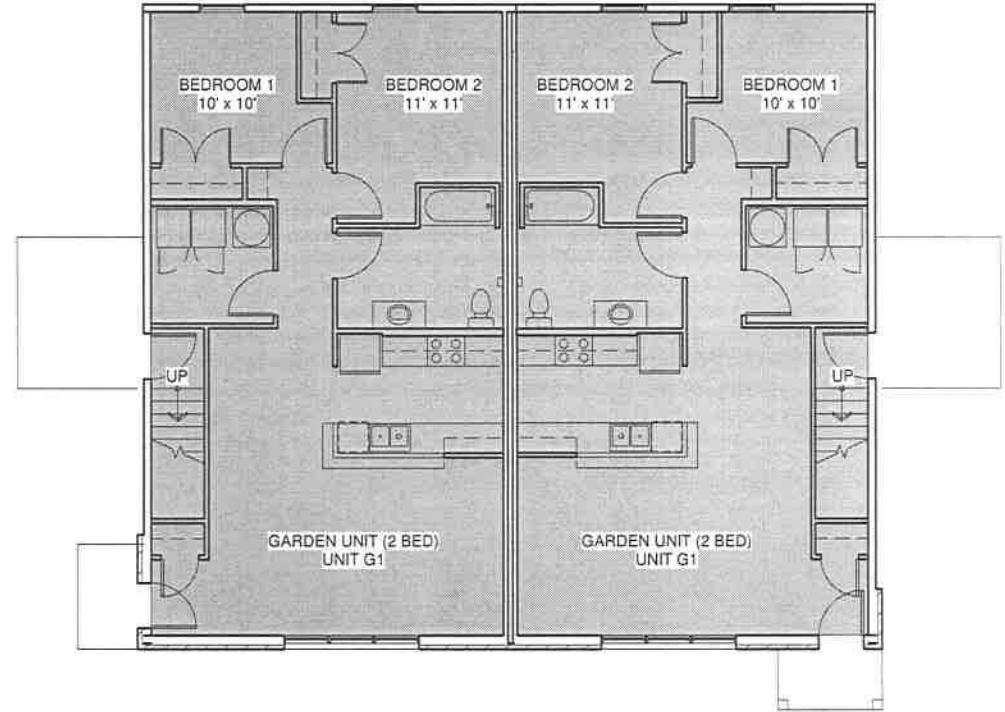 BEDROOM 1
10' x 10'
BEDROOM 2
11' x 11'
BEDROOM 2
11' x 11'
BEDROOM 1
10' x 10'
UP
UP
GARDEN UNIT (2 BED)
UNIT G1
GARDEN UNIT (2 BED)
UNIT G1